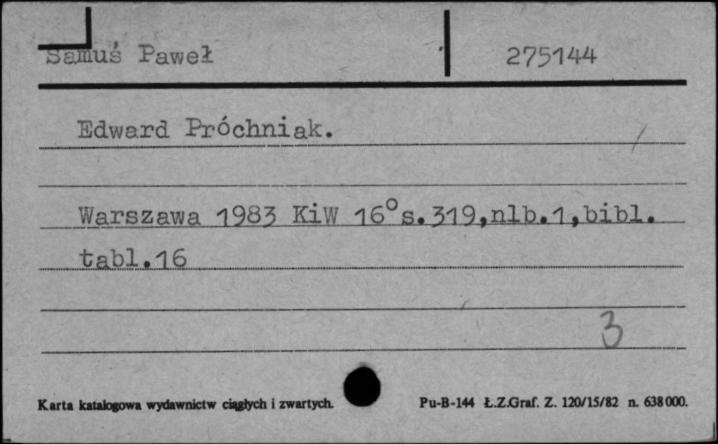 Samuś Paweł 275144
Edward Próchniak.
Warszawa 1983 KiW 16° s.319,nlb.1,bibl.
tabl.16
3
Karta katalogowa wydawnictw ciągłych i zwartych. Pu-B-144 Ł.Z.Graf. Z. 120/15/82 n. 638 000.